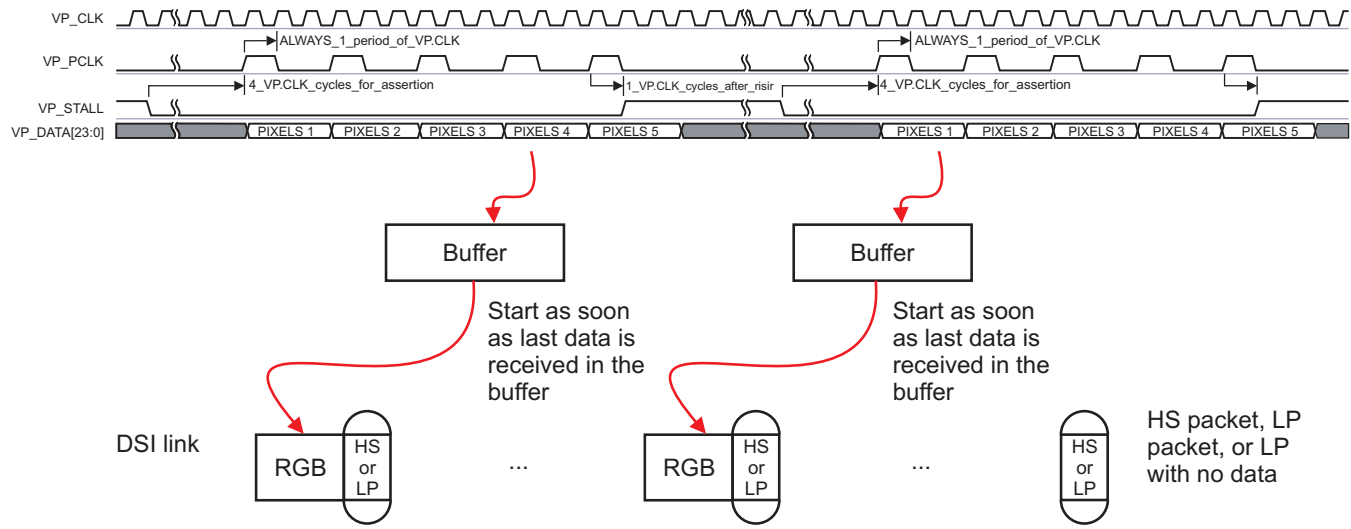 VP_CLK
ALWAYS_1_period_of_VP.CLK ALWAYS_1_period_of_VP.CLK
VP_PCLK
4_VP.CLK_cycles_for_assertion 1_VP.CLK_cycles_after_risir 4_VP.CLK_cycles_for_assertion
VP_STALL
VP_DATA[23:0] PIXELS 1 PIXELS 2 PIXELS 3 PIXELS 4 PIXELS 5 PIXELS 1 PIXELS 2 PIXELS 3 PIXELS 4 PIXELS 5
Buffer Buffer
Start as soon
as last data is
received in the
buffer
Start as soon
as last data is
received in the
buffer
DSI link
RGB
HS
or
LP
...
RGB
HS
or
LP
...
HS
or
LP
HS packet, LP
packet, or LP
with no data